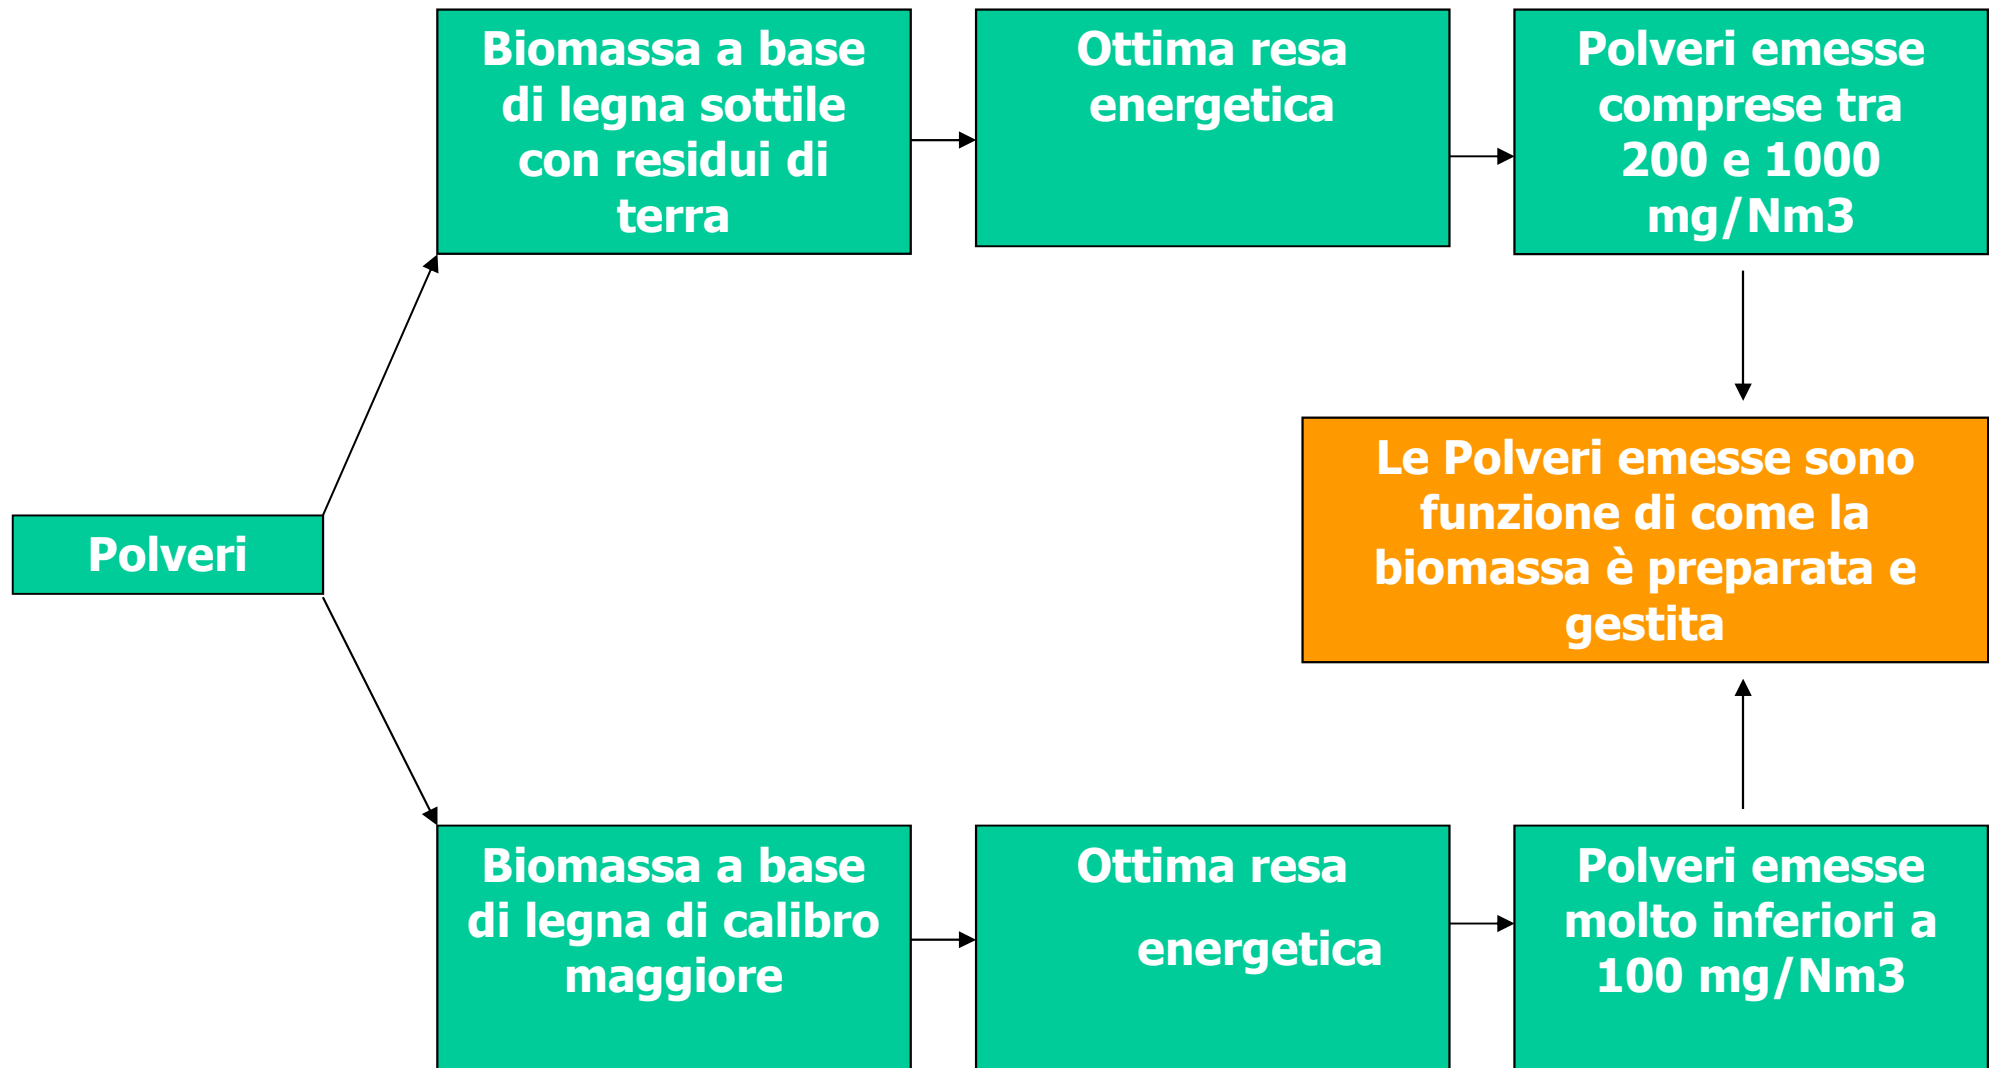 Biomassa a base
di legna sottile
con residui di
terra
Ottima resa
energetica
Polveri emesse
comprese tra
200 e 1000
mg/Nm3
Polveri
Le Polveri emesse sono
funzione di come la
biomassa è preparata e
gestita
Biomassa a base
di legna di calibro
maggiore
Ottima resa
energetica
Polveri emesse
molto inferiori a
100 mg/Nm3